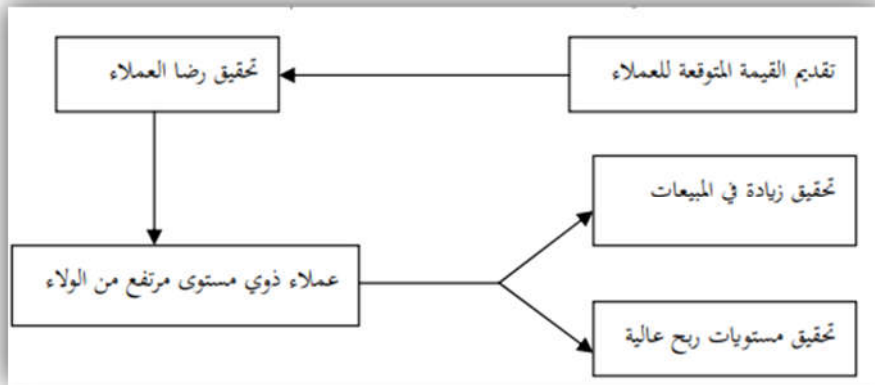 تقديم القيمة المتوقعة للعملاء
تحقيق رضا العملاء
عملاء ذوي مستوى مرتفع من الولاء
تحقيق زيادة في المبيعات
تحقيق مستويات ربح عالية